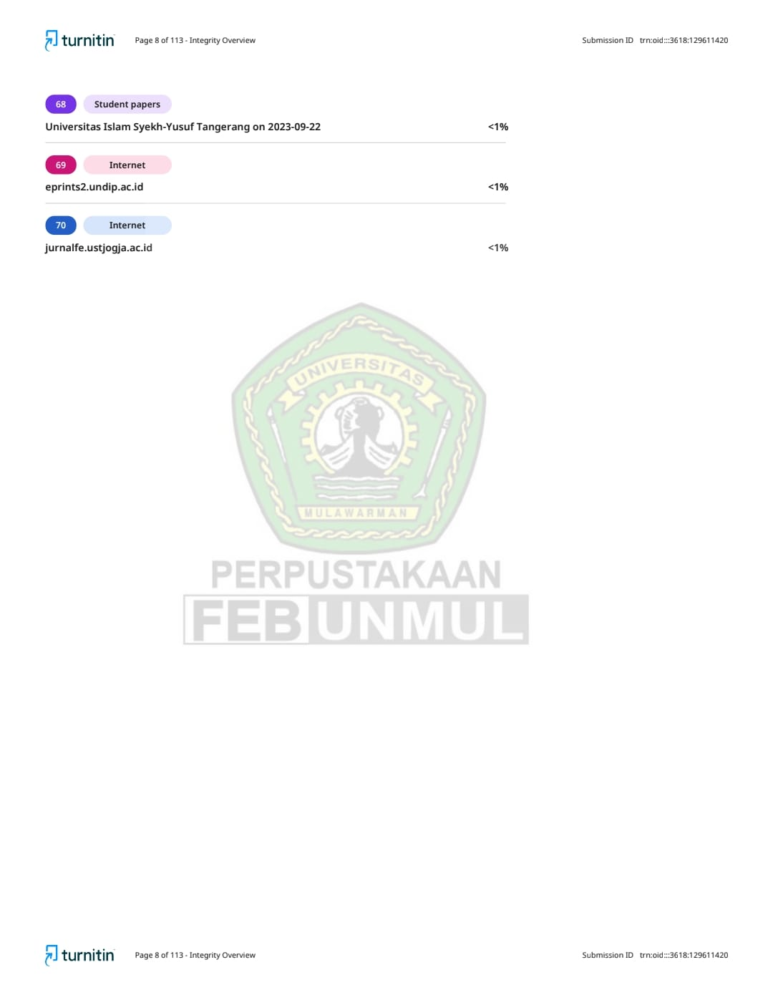 turnitin Page 8 of 113 - Integrity Overview Submission ID trn:oid:::3618:129611420
68 Student papers
Universitas Islam Syekh-Yusuf Tangerang on 2023-09-22 <1%
69 Internet
eprints2.undip.ac.id <1%
70 Internet
jurnalfe.ustjogja.ac.id <1%
UNIVERSITAS
MULAWARMAN
PERPUSTAKAAN
FEB UNMUL
turnitin Page 8 of 113 - Integrity Overview Submission ID trn:oid:::3618:129611420